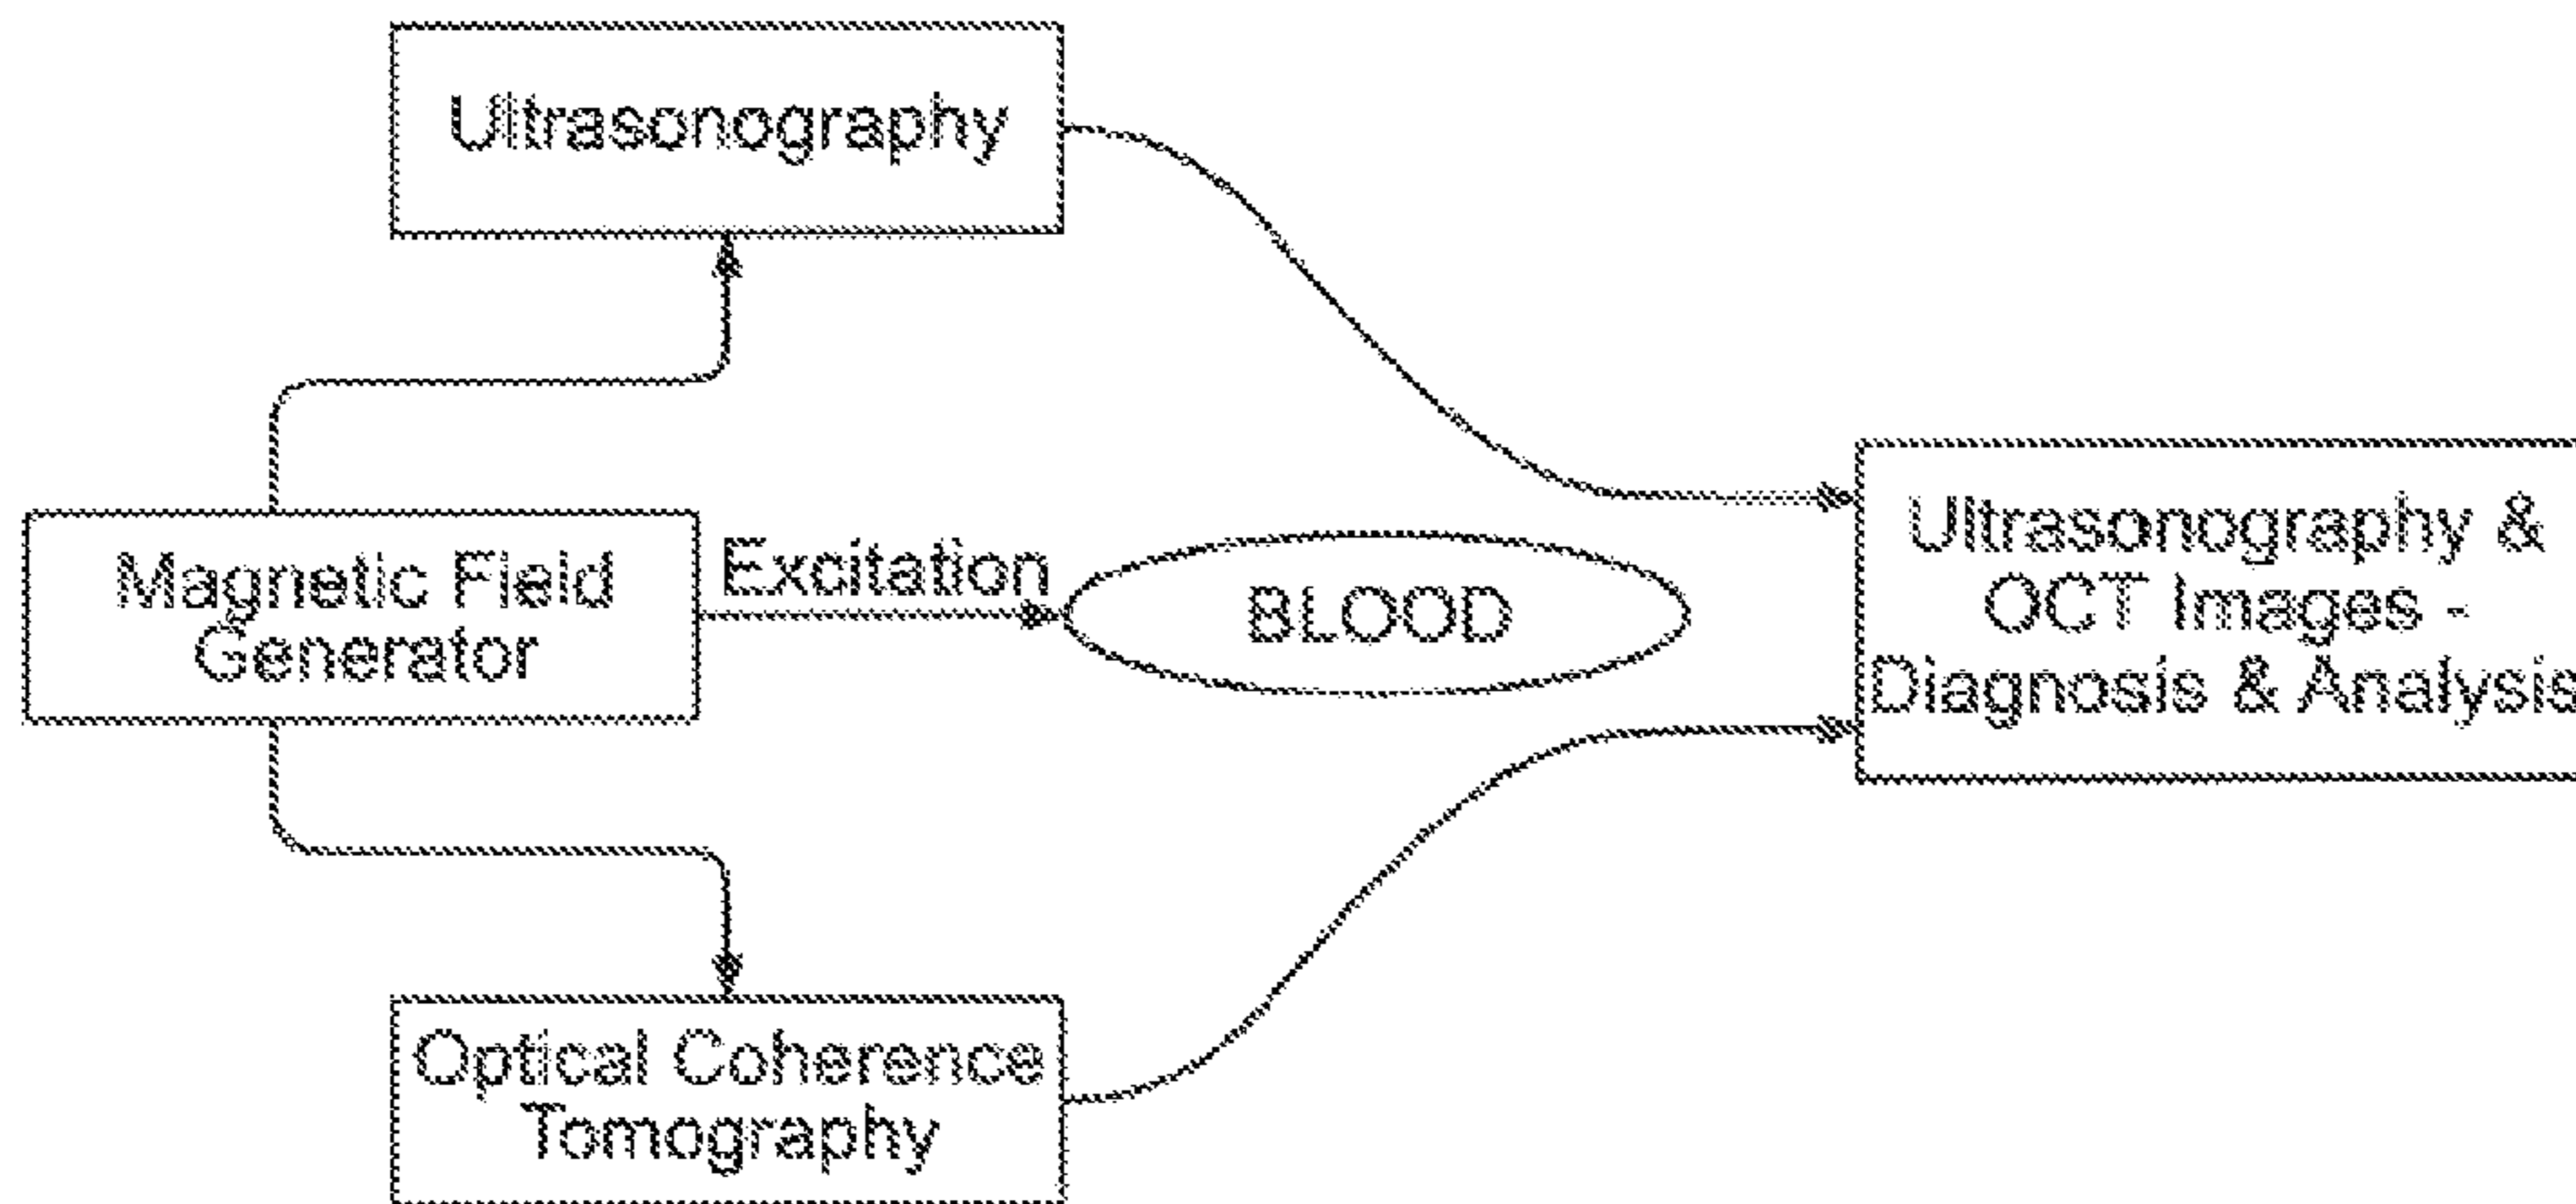 Ultrasonography
Magnetic Field
Generator
Excitation
BLOOD
Ultrasonography &
OCT Images -
Diagnosis & Analysis
Optical Coherence
Tomography